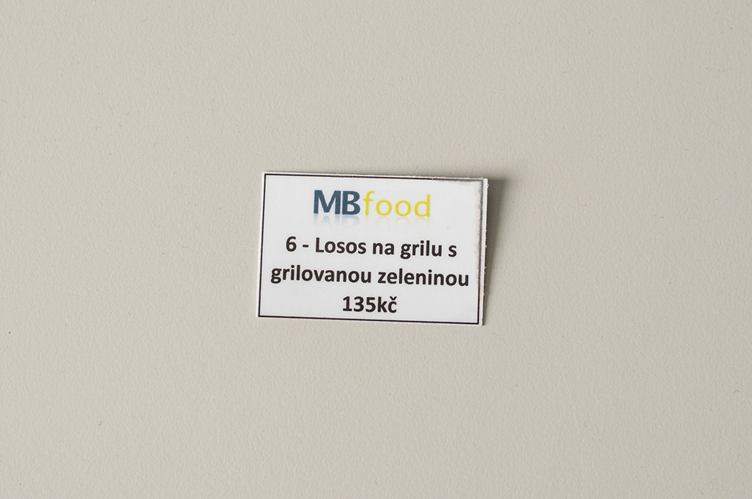 MBfood
6 - Losos na grilu s
grilovanou zeleninou
135kč